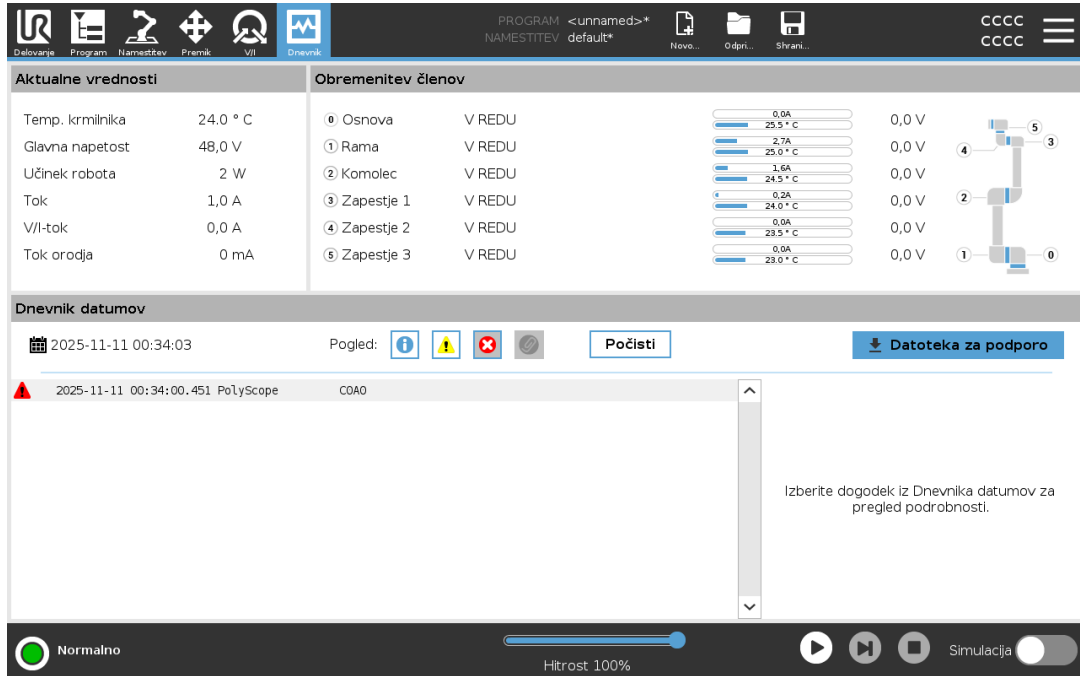 PROGRAM <unnamed>*
NAMESTITEV default*
CCCC
CCCC
Delovanje Program Namestitev Premik V/I Dnevnik Novo... Odpri... Shrani...
Aktualne vrednosti
Temp. krmilnika 24.0 ° C
Glavna napetost 48,0 V
Učinek robota 2 W
Tok 1,0 A
V/I-tok 0,0 A
Tok orodja 0 mA
Obremenitev členov
0 Osnova V REDU 0,0A 25.5 ° C 0,0 V
1 Rama V REDU 2,7A 25.0 ° C 0,0 V
2 Komolec V REDU 1,6A 24.5 ° C 0,0 V
3 Zapestje 1 V REDU 0,2A 24.0 ° C 0,0 V
4 Zapestje 2 V REDU 0,0A 23.5 ° C 0,0 V
5 Zapestje 3 V REDU 0,0A 23.0 ° C 0,0 V
5
3
4
2
1 0
Dnevnik datumov
2025-11-11 00:34:03 Pogled: Počisti Datoteka za podporo
2025-11-11 00:34:00.451 PolyScope C0A0
Izberite dogodek iz Dnevnika datumov za
pregled podrobnosti.
Normalno
Hitrost 100%
Simulacija